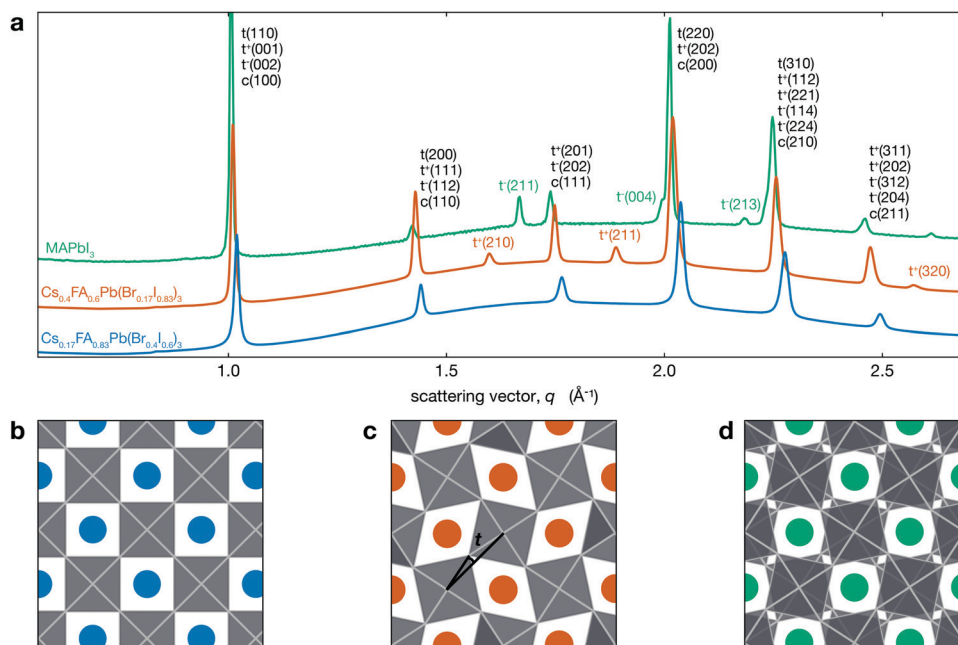 a
t(110)
t⁺(001)
t⁻(002)
c(100)
t(200)
t⁺(111)
t⁻(112)
c(110)
t⁻(211)
t⁺(201)
t⁻(202)
c(111)
t(220)
t⁺(202)
c(200)
t⁻(004)
t⁻(213)
t(310)
t⁺(112)
t⁺(221)
t⁻(114)
t⁻(224)
c(210)
t⁺(311)
t⁺(202)
t⁻(312)
t⁻(204)
c(211)
MAPbI₃
t⁺(210)
t⁺(211)
t⁺(320)
Cs₀.₄FA₀.₆Pb(Br₀.₁₇I₀.₈₃)₃
Cs₀.₁₇FA₀.₈₃Pb(Br₀.₄I₀.₆)₃
1.0 1.5 2.0 2.5
scattering vector, q (Å⁻¹)
b c d
t